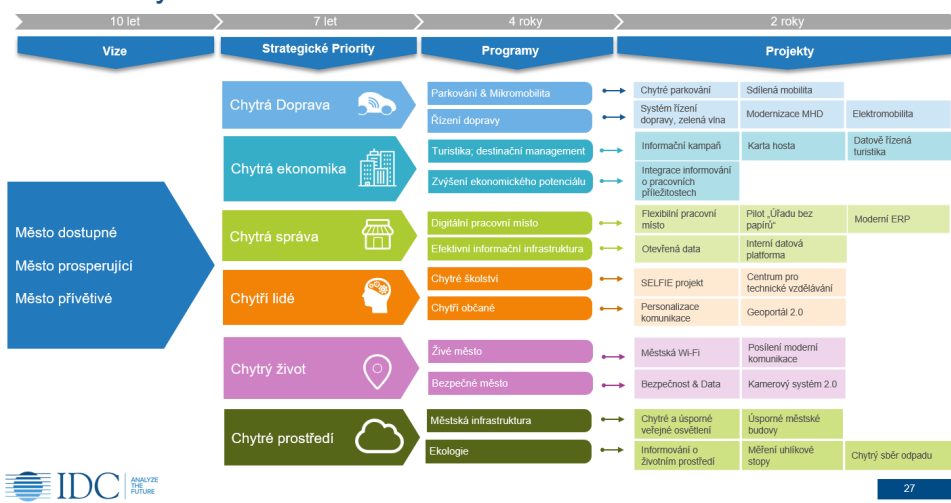 10 let
7 let
4 roky
2 roky
Vize
Strategické Priority
Programy
Projekty
Město dostupné
Město prosperující
Město přívětivé
Chytrá Doprava
Parkování & Mikromobilita
Chytré parkování
Sdílená mobilita
Řízení dopravy
Systém řízení
dopravy, zelená vlna
Modernizace MHD
Elektromobilita
Chytrá ekonomika
Turistika; destinační management
Informační kampaň
Karta hosta
Datově řízená
turistika
Zvýšení ekonomického potenciálu
Integrace informování
o pracovních
příležitostech
Chytrá správa
Digitální pracovní místo
Flexibilní pracovní
místo
Pilot „Úřadu bez
papírů“
Moderní ERP
Efektivní informační infrastruktura
Otevřená data
Interní datová
platforma
Chytří lidé
Chytré školství
SELFIE projekt
Centrum pro
technické vzdělávání
Chytří občané
Personalizace
komunikace
Geoportál 2.0
Chytrý život
Živé město
Městská Wi-Fi
Posílení moderní
komunikace
Bezpečné město
Bezpečnost & Data
Kamerový systém 2.0
Chytré prostředí
Městská infrastruktura
Chytré a úsporné
veřejné osvětlení
Úsporné městské
budovy
Ekologie
Informování o
životním prostředí
Měření uhlíkové
stopy
Chytrý sběr odpadu
IDC
ANALYZE
THE
FUTURE
27